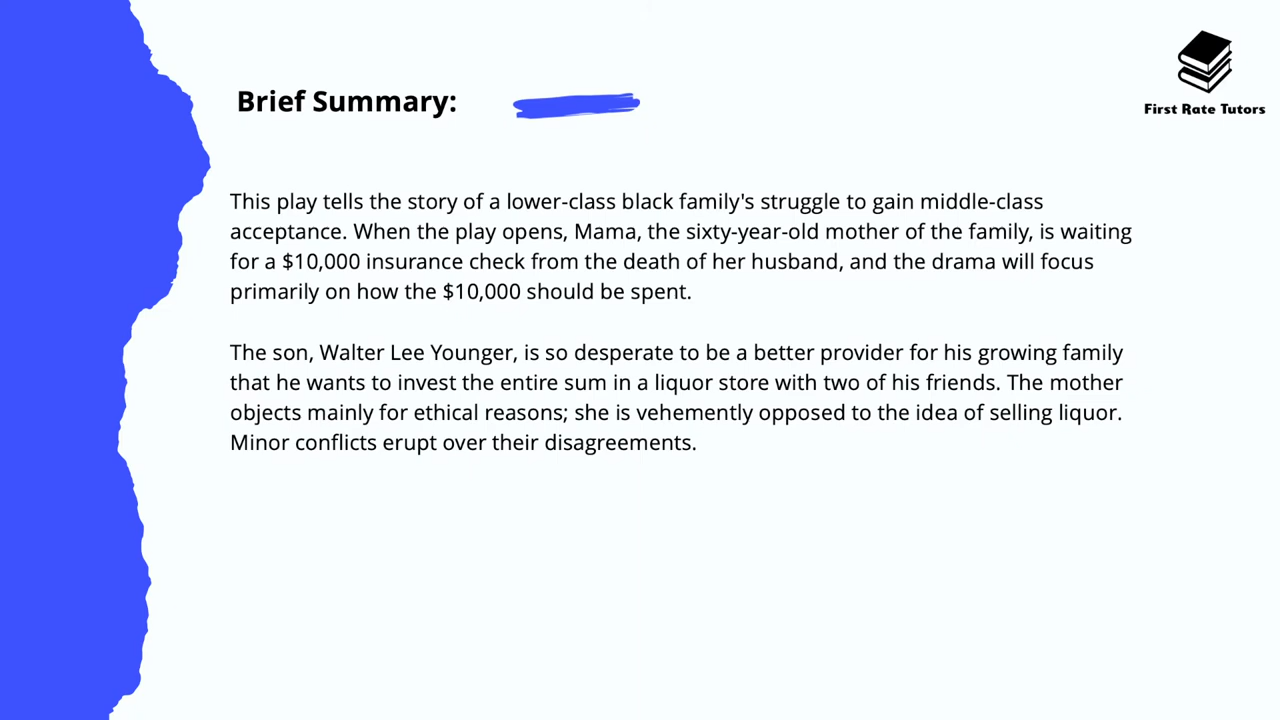 First Rate Tutors
Brief Summary:
This play tells the story of a lower-class black family's struggle to gain middle-class
acceptance. When the play opens, Mama, the sixty-year-old mother of the family, is waiting
for a $10,000 insurance check from the death of her husband, and the drama will focus
primarily on how the $10,000 should be spent.
The son, Walter Lee Younger, is so desperate to be a better provider for his growing family
that he wants to invest the entire sum in a liquor store with two of his friends. The mother
objects mainly for ethical reasons; she is vehemently opposed to the idea of selling liquor.
Minor conflicts erupt over their disagreements.